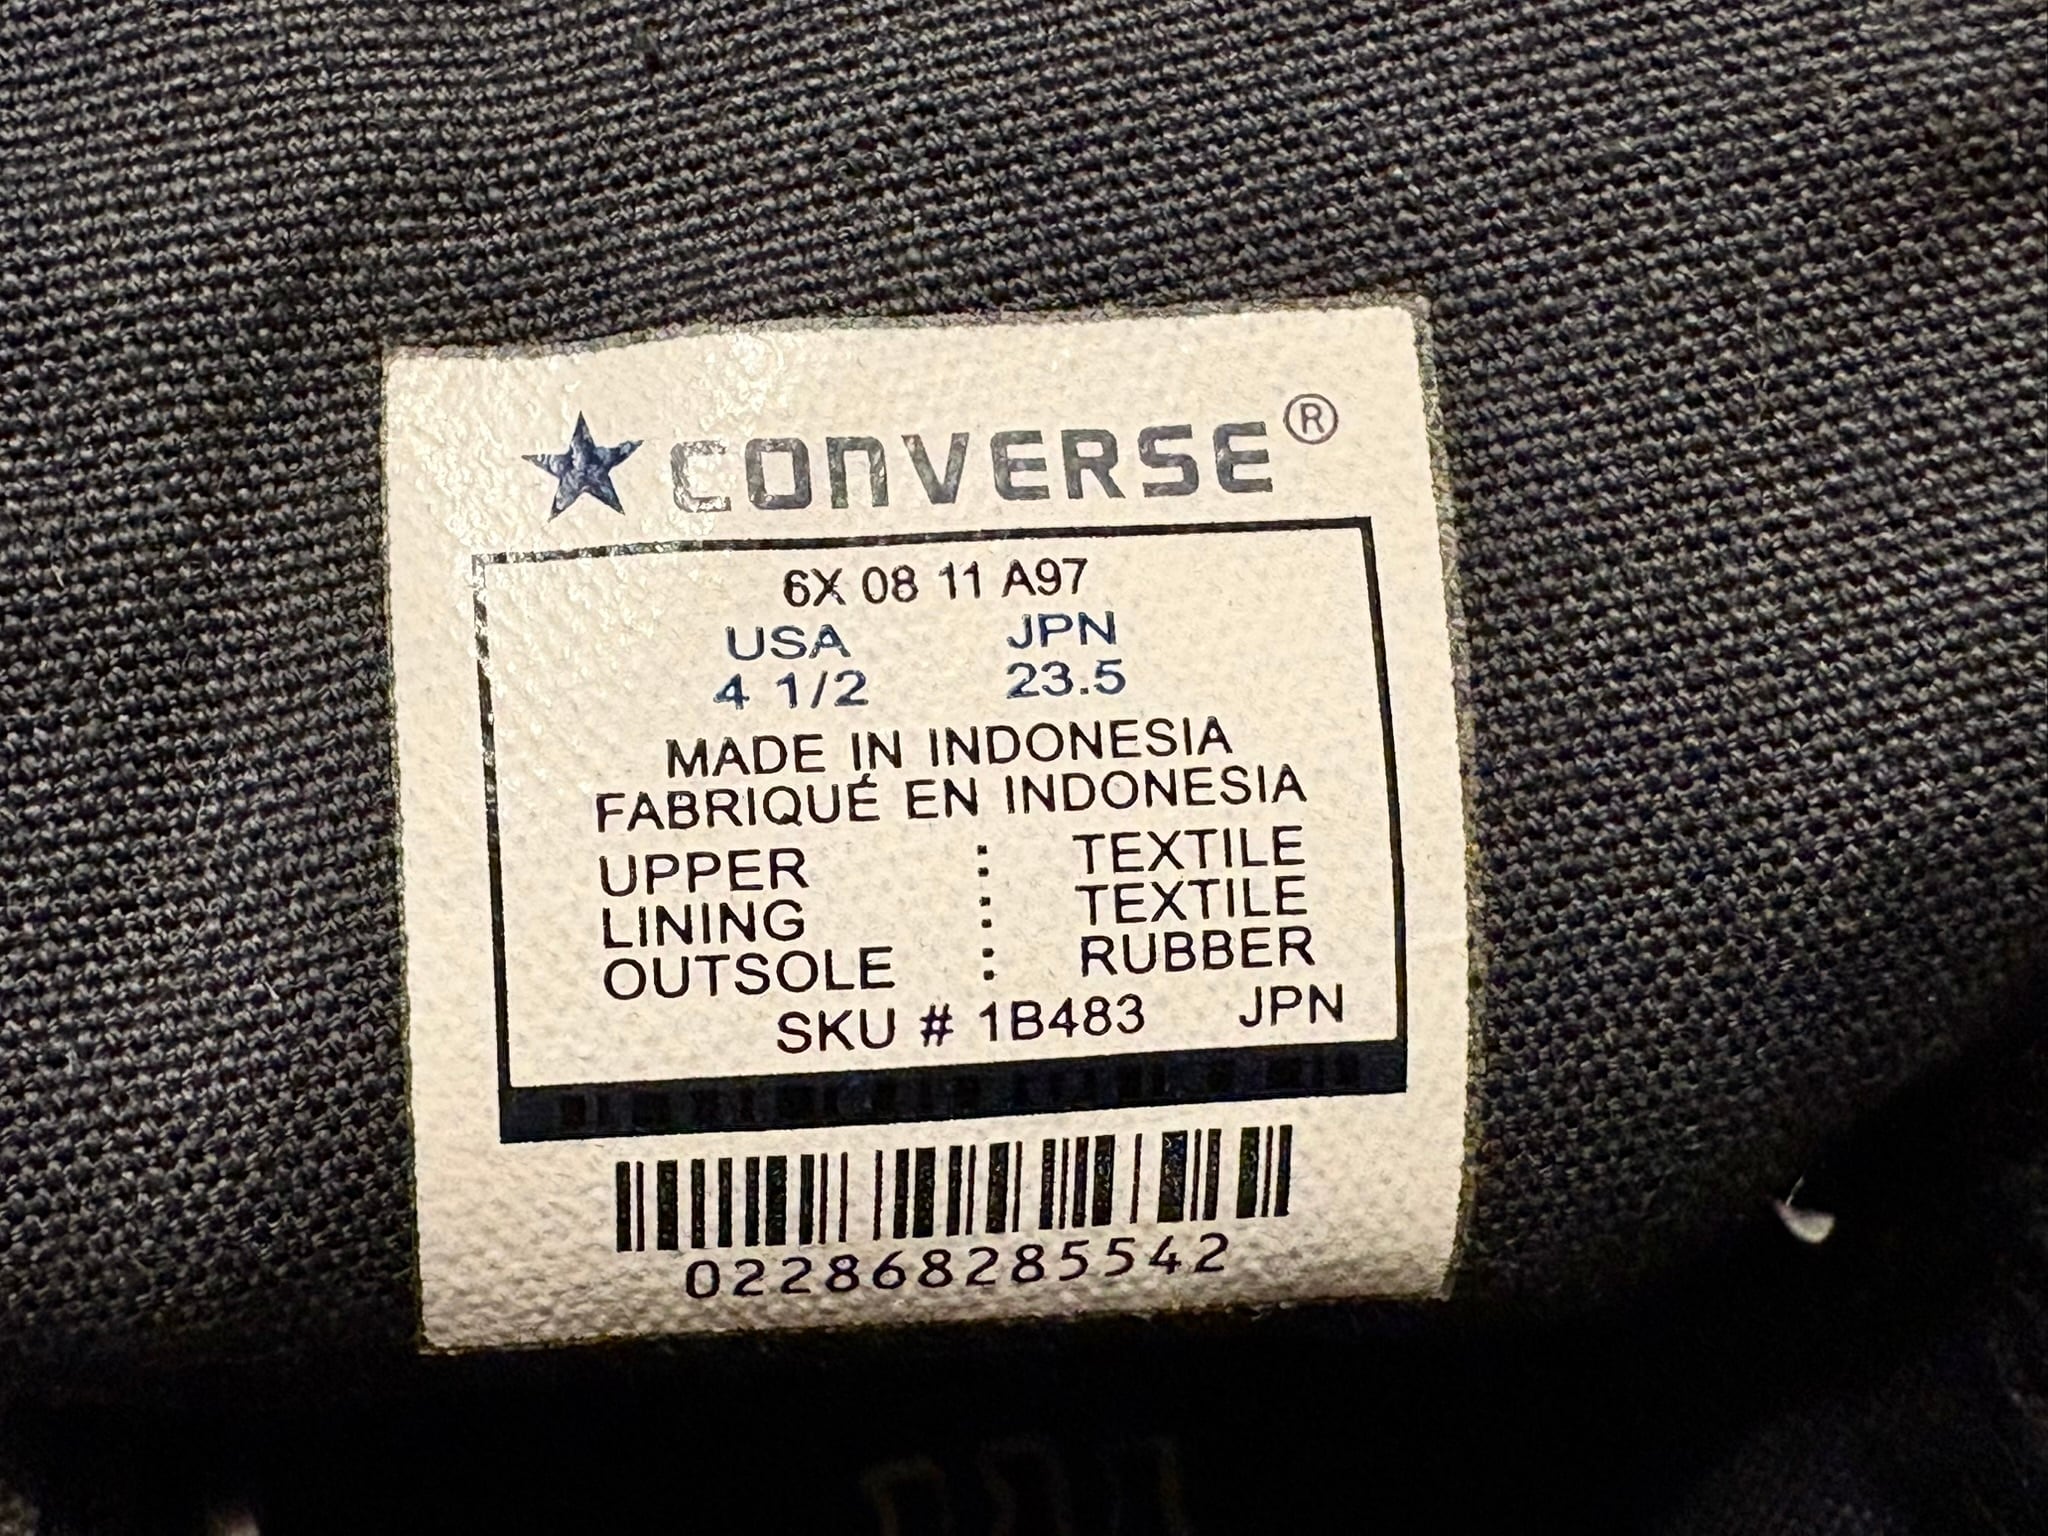 ★CONVERSE®
6X 08 11 A97
USA JPN
4 1/2 23.5
MADE IN INDONESIA
FABRIQUÉ EN INDONESIA
UPPER : TEXTILE
LINING : TEXTILE
OUTSOLE : RUBBER
SKU # 1B483 JPN
022868285542